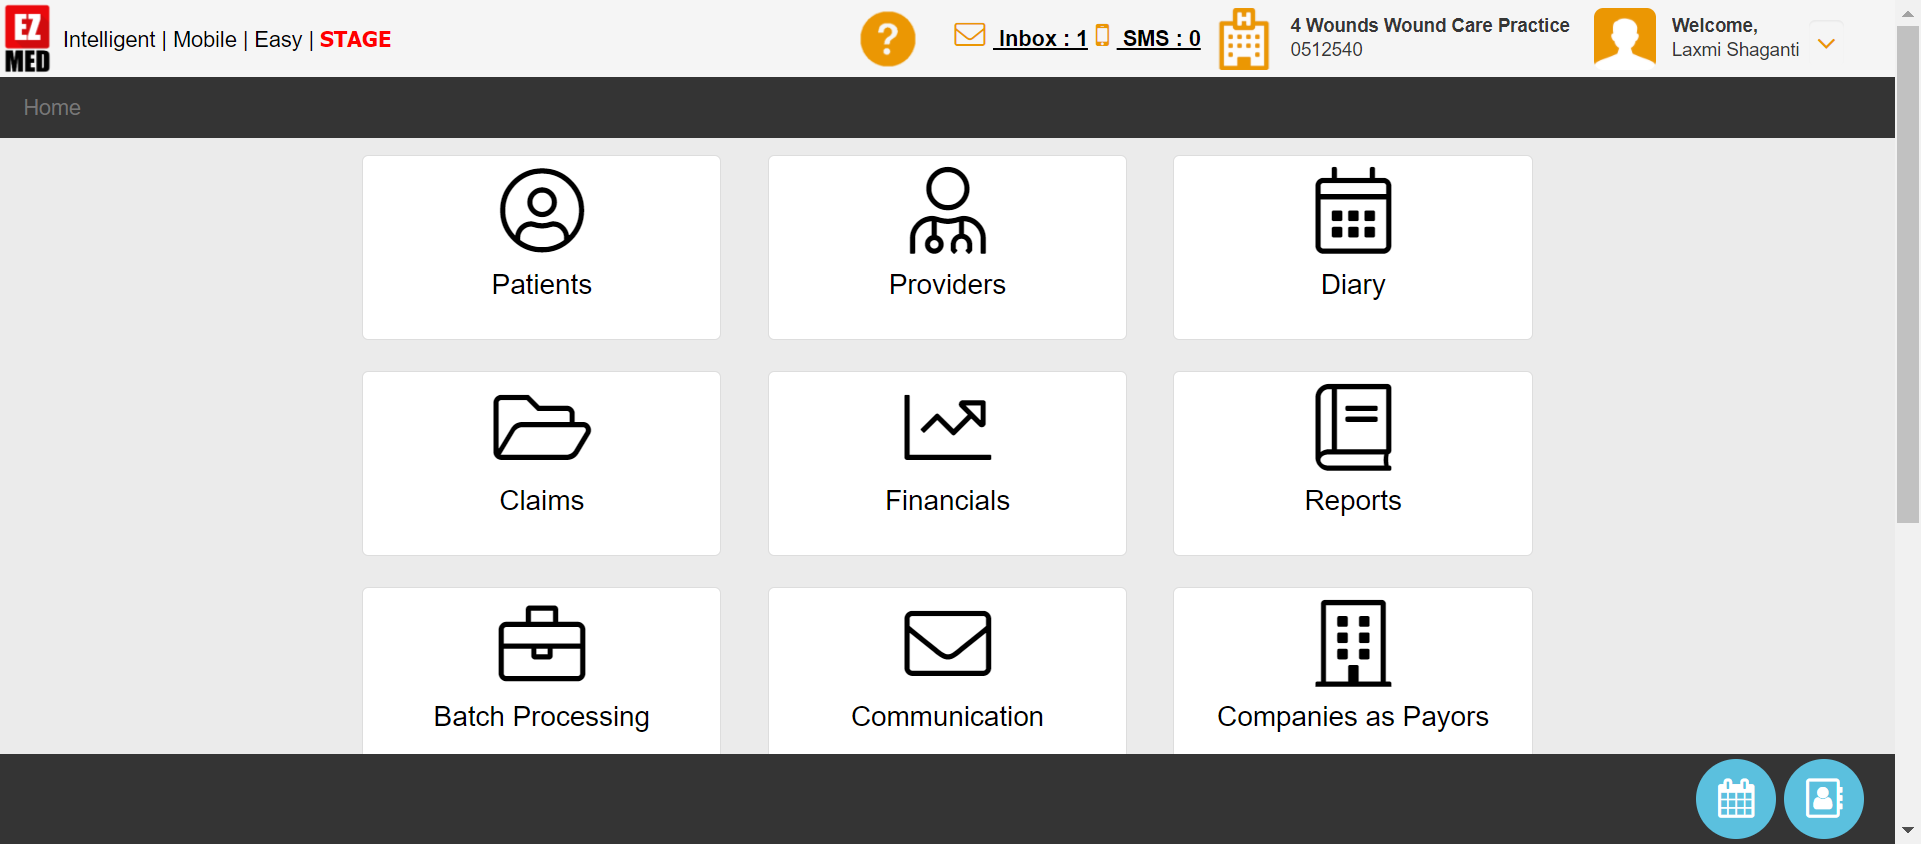 EZ
MED
Intelligent | Mobile | Easy | STAGE
?
Inbox : 1
SMS : 0
H
4 Wounds Wound Care Practice
0512540
Welcome,
Laxmi Shaganti
Home
Patients
Providers
Diary
Claims
Financials
Reports
Batch Processing
Communication
Companies as Payors